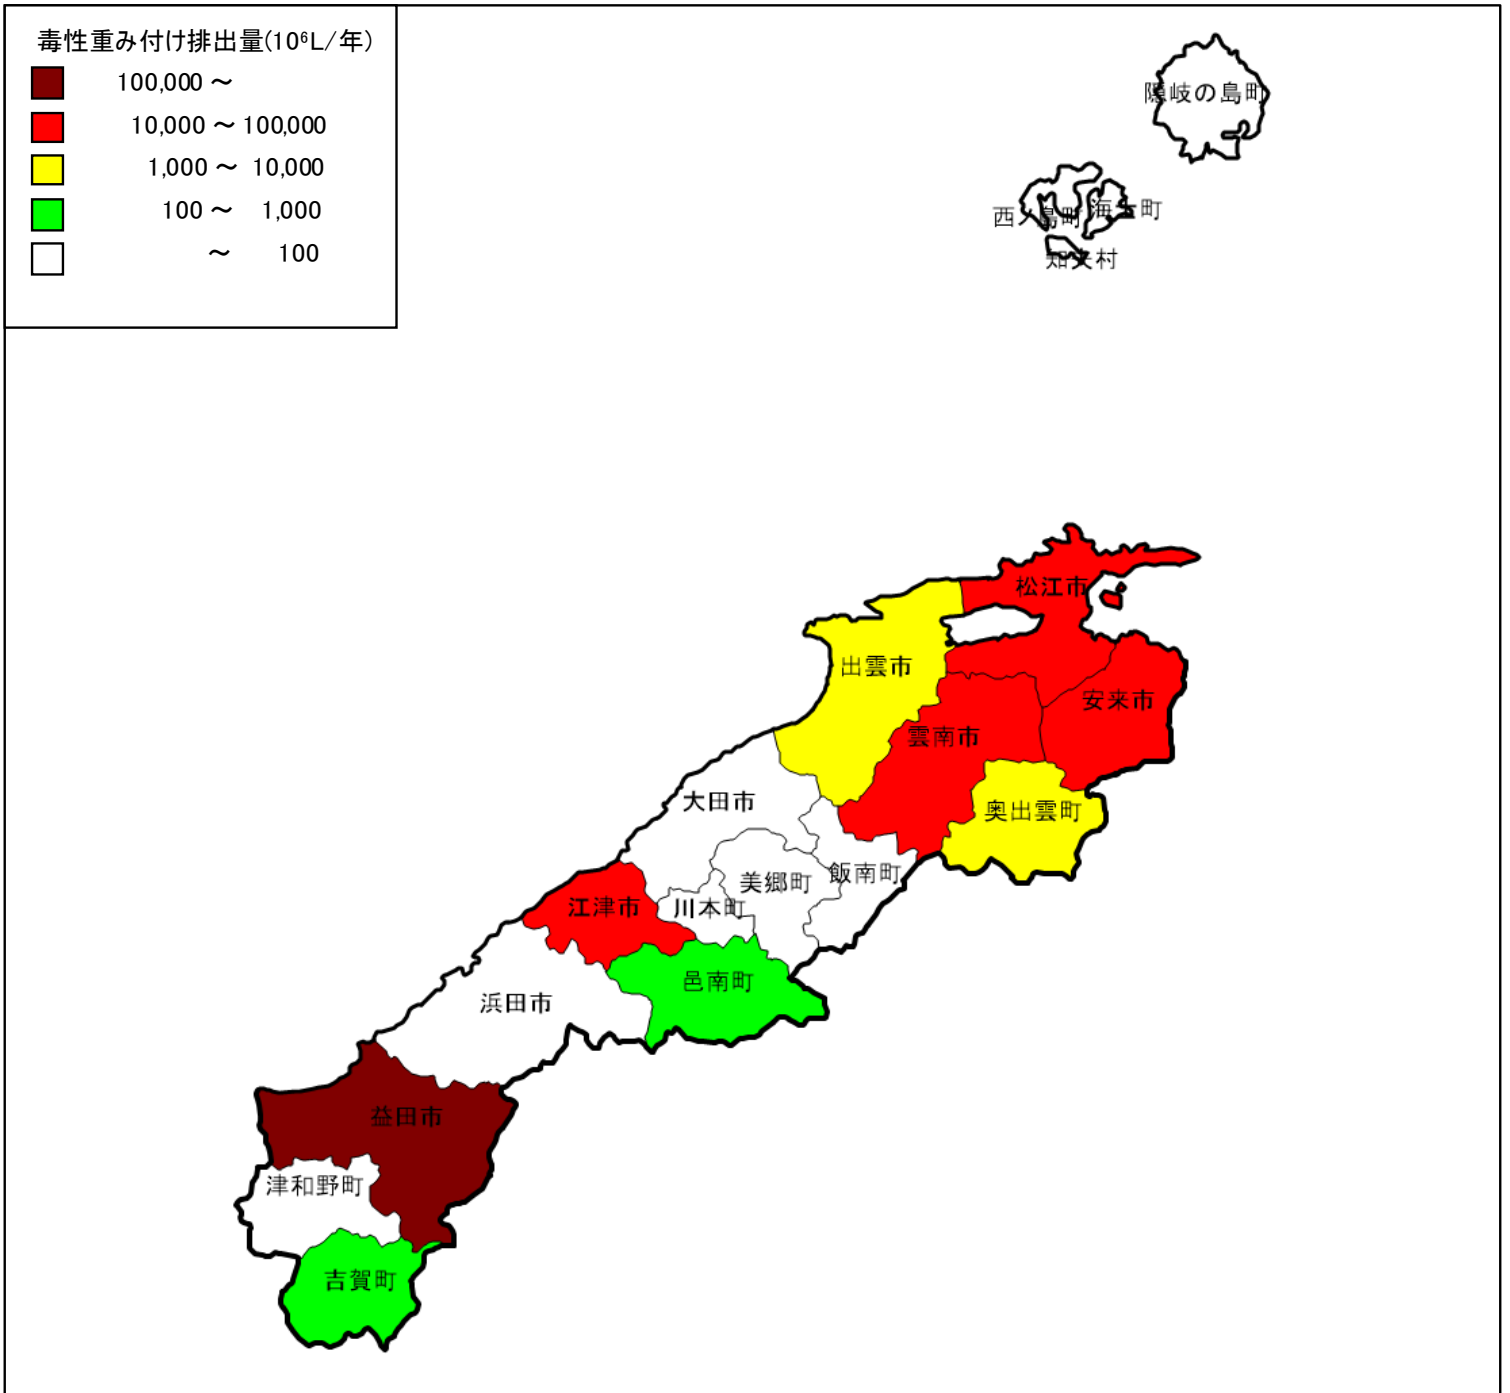 毒性重み付け排出量(10⁶L/年)
100,000 ～
10,000 ～ 100,000
1,000 ～ 10,000
100 ～ 1,000
～ 100
隠岐の島町
西ノ島町
海士町
知夫村
松江市
出雲市
安来市
雲南市
大田市
奥出雲町
飯南町
美郷町
川本町
江津市
邑南町
浜田市
益田市
津和野町
吉賀町